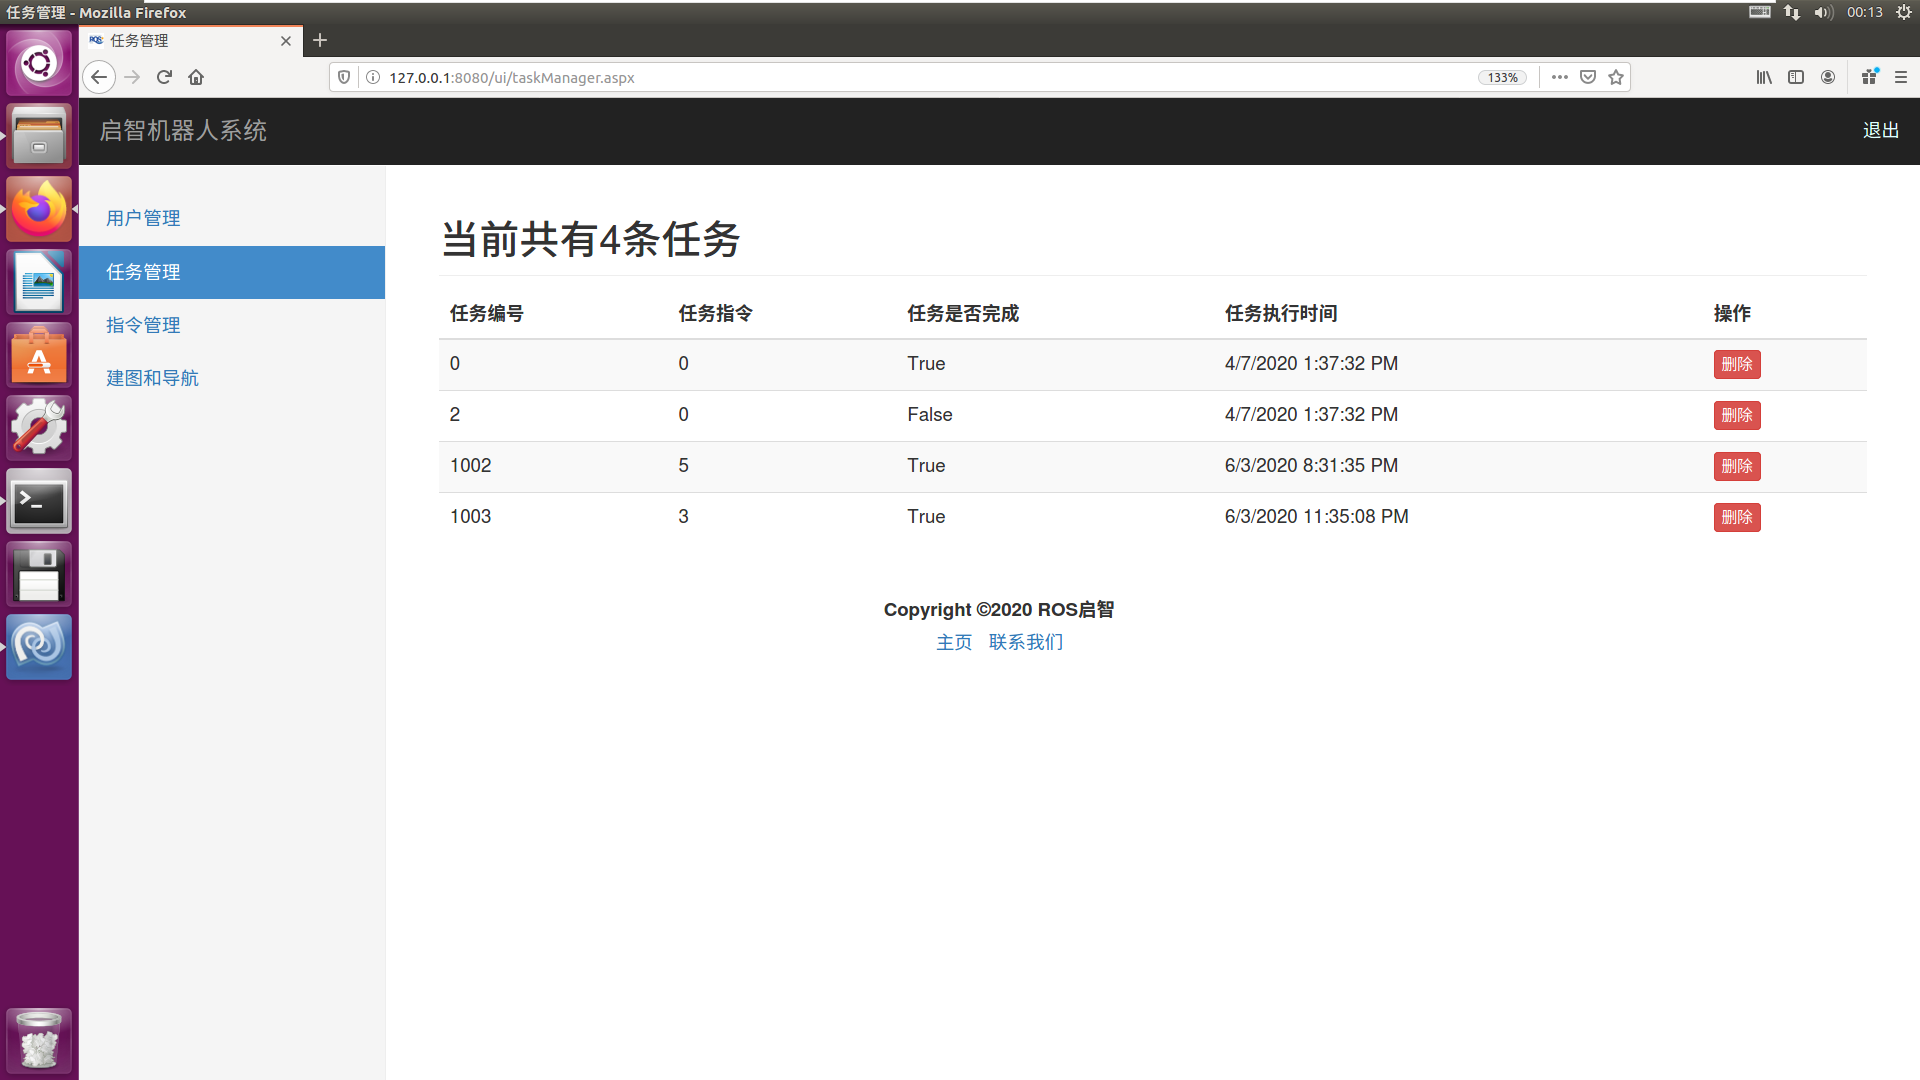 任务管理 - Mozilla Firefox
00:13
任务管理
127.0.0.1:8080/ui/taskManager.aspx
133%
启智机器人系统
退出
用户管理
任务管理
指令管理
建图和导航
当前共有4条任务
任务编号 任务指令 任务是否完成 任务执行时间 操作
0 0 True 4/7/2020 1:37:32 PM 删除
2 0 False 4/7/2020 1:37:32 PM 删除
1002 5 True 6/3/2020 8:31:35 PM 删除
1003 3 True 6/3/2020 11:35:08 PM 删除
Copyright ©2020 ROS启智
主页 联系我们